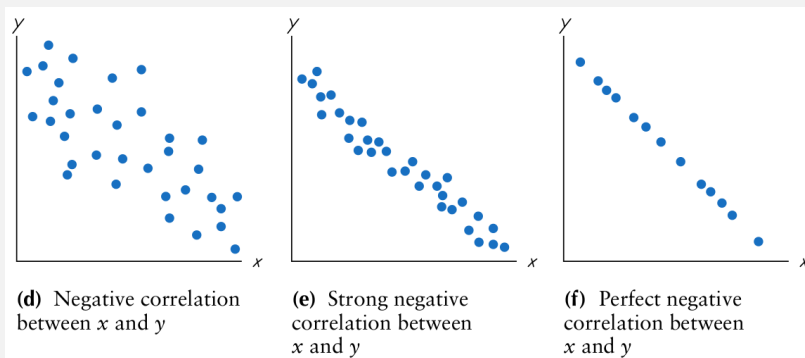 y
x
y
x
y
x
(d) Negative correlation
between x and y
(e) Strong negative
correlation between
x and y
(f) Perfect negative
correlation between
x and y